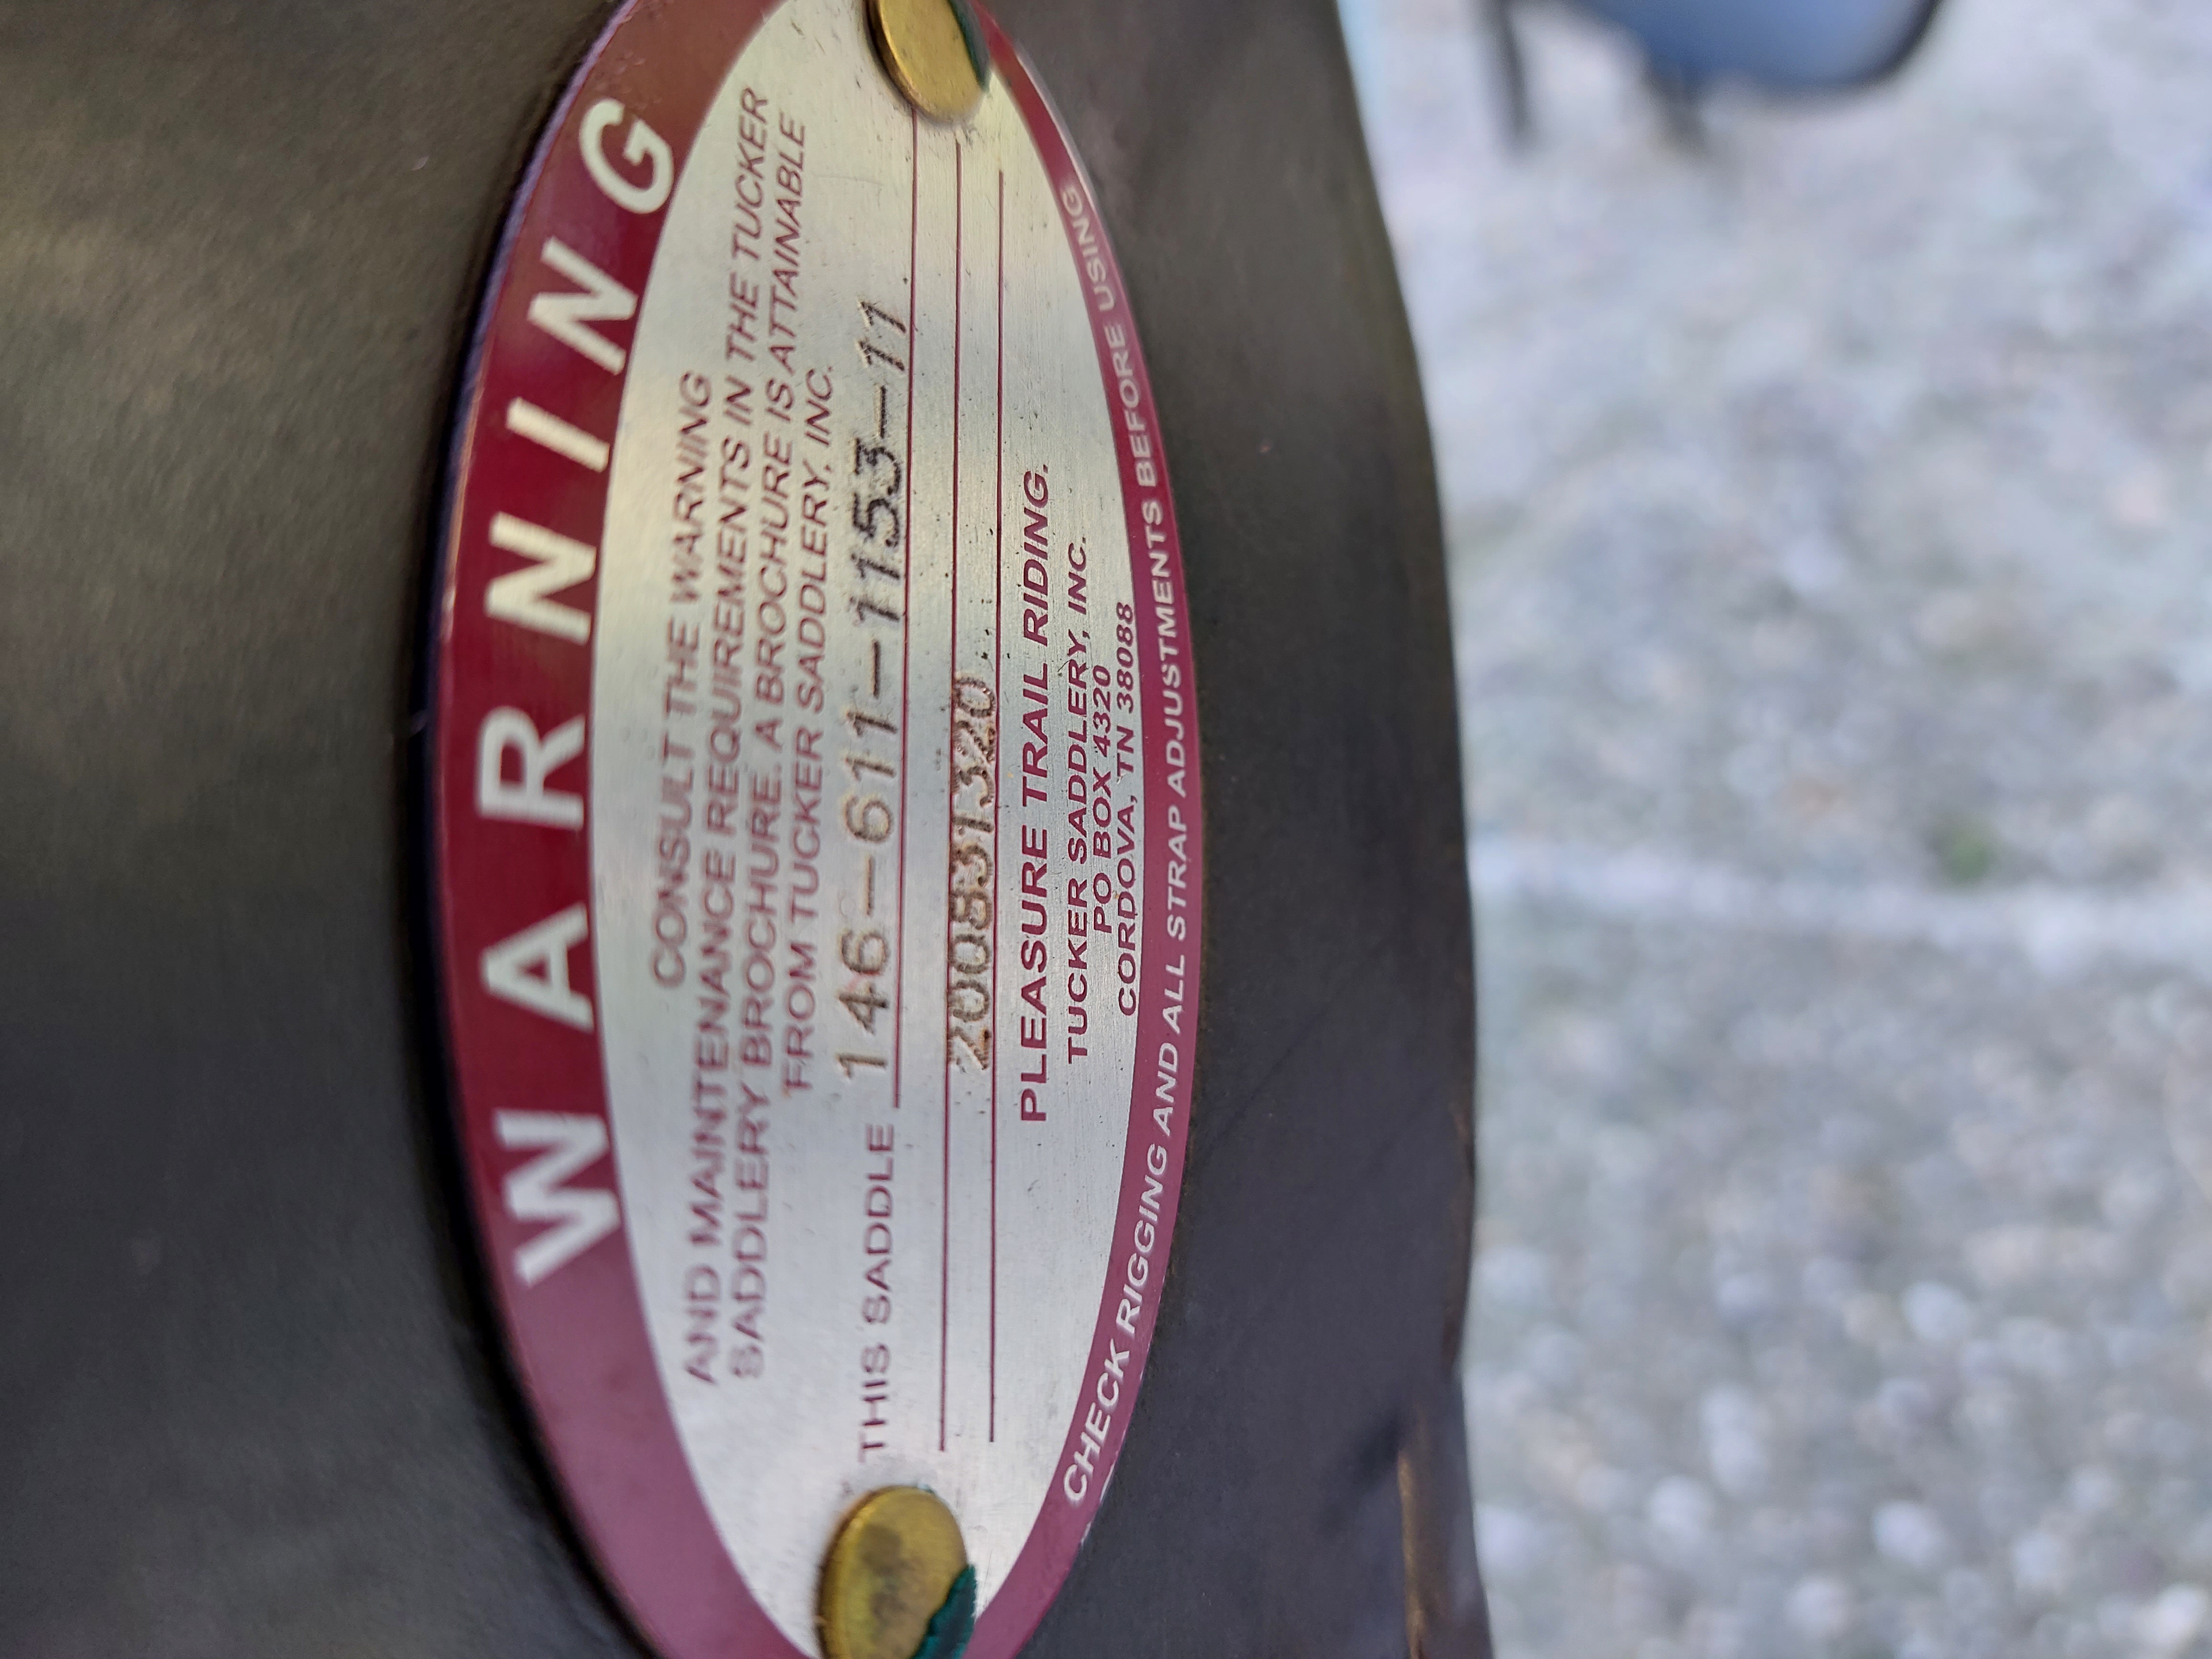 WARNING
CONSULT THE WARNING
AND MAINTENANCE REQUIREMENTS IN THE TUCKER
SADDLERY BROCHURE. A BROCHURE IS ATTAINABLE
FROM TUCKER SADDLERY, INC.
THIS SADDLE 146-611-1153-11
200831320
PLEASURE TRAIL RIDING.
TUCKER SADDLERY, INC.
PO BOX 4320
CORDOVA, TN 38088
CHECK RIGGING AND ALL STRAP ADJUSTMENTS BEFORE USING